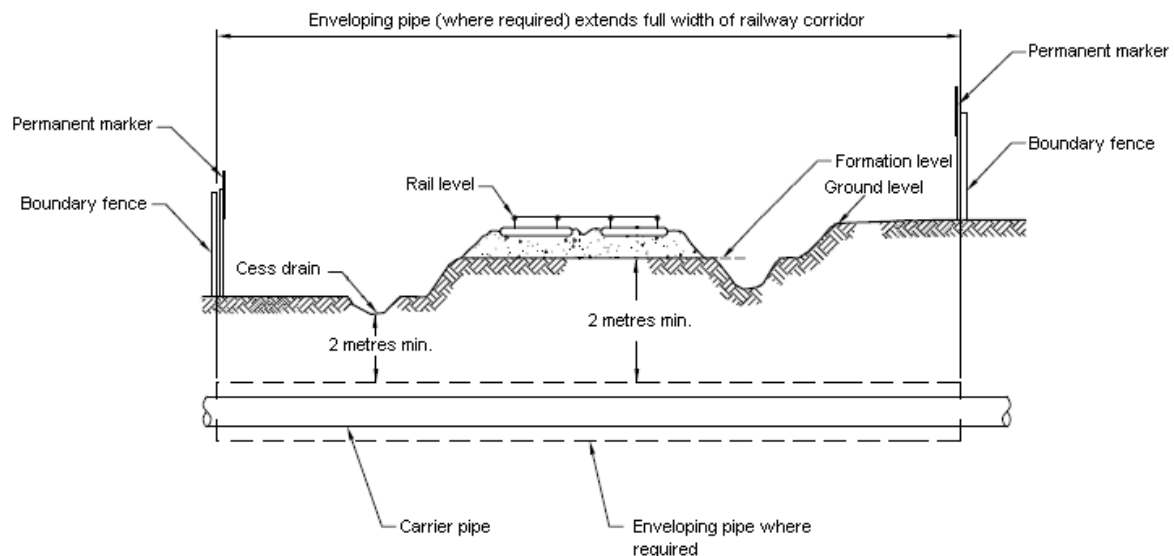 Enveloping pipe (where required) extends full width of railway corridor
Permanent marker
Permanent marker
Boundary fence
Formation level
Rail level
Ground level
Boundary fence
Cess drain
2 metres min.
2 metres min.
Carrier pipe
Enveloping pipe where
required